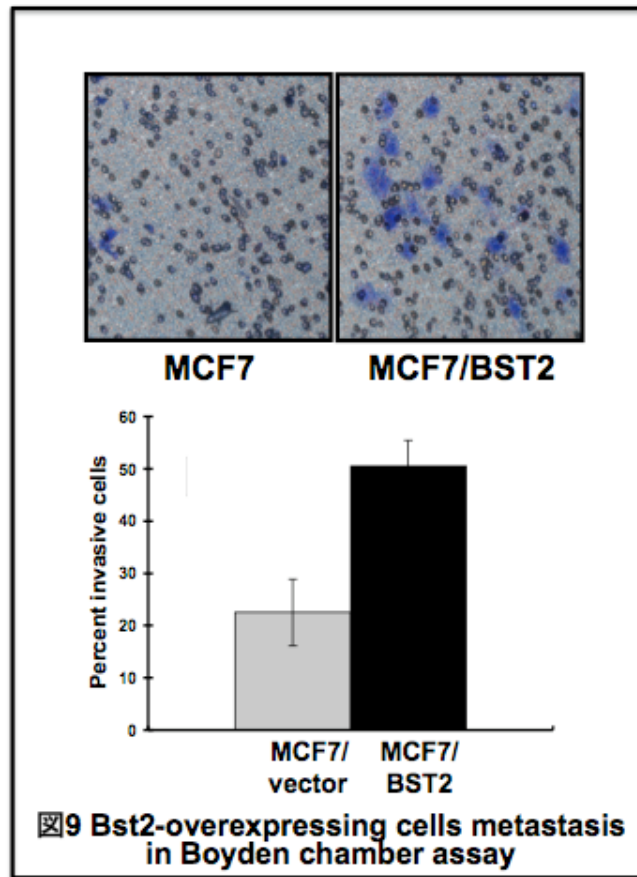 MCF7 MCF7/BST2
60
50
40
30
20
10
0
Percent invasive cells
MCF7/ MCF7/
vector BST2
図9 Bst2-overexpressing cells metastasis
in Boyden chamber assay